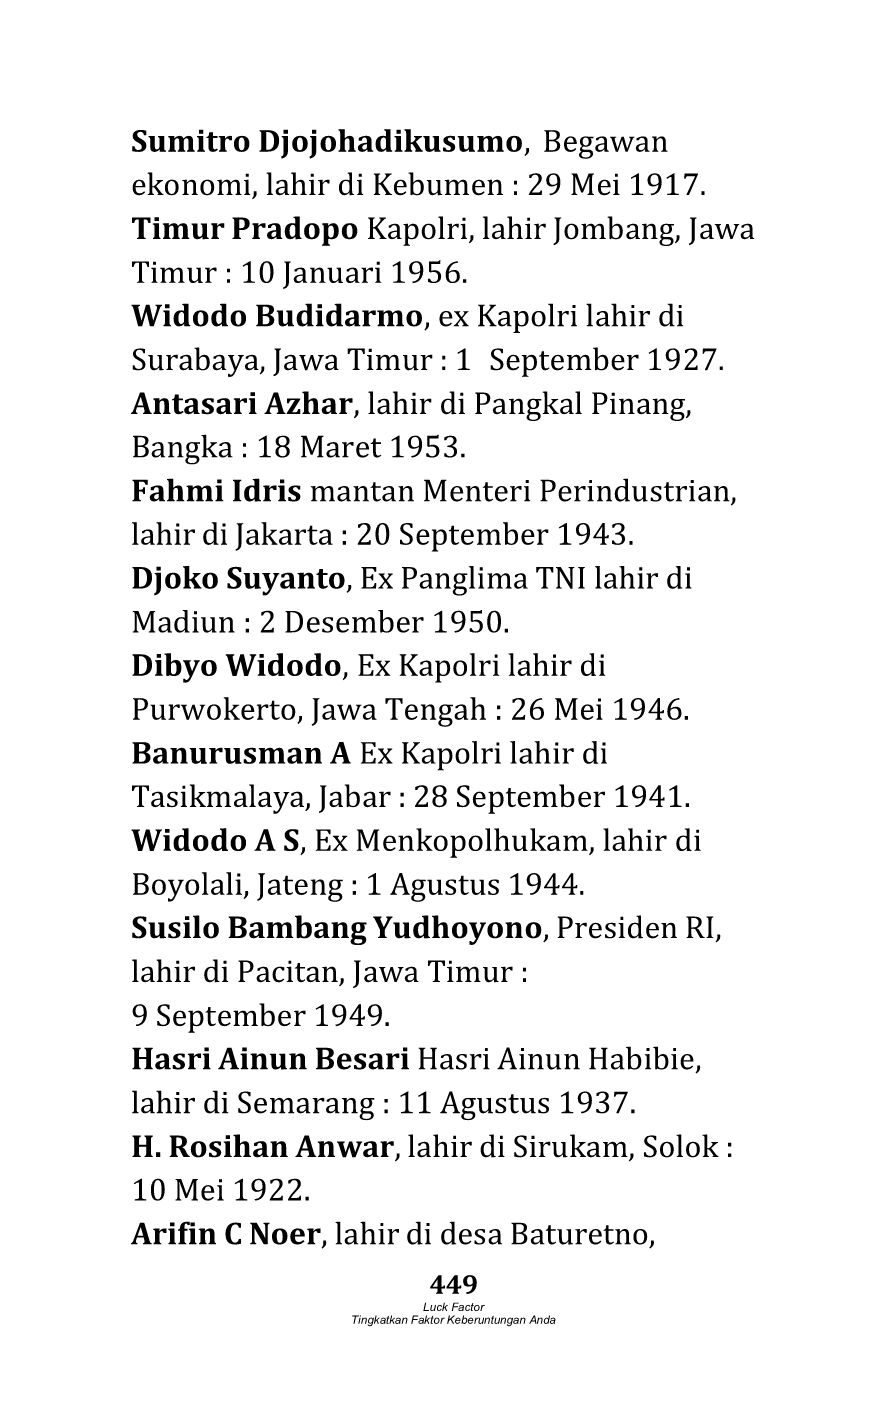 Sumitro Djojohadikusumo, Begawan
ekonomi, lahir di Kebumen : 29 Mei 1917.
Timur Pradopo Kapolri, lahir Jombang, Jawa
Timur : 10 Januari 1956.
Widodo Budidarmo, ex Kapolri lahir di
Surabaya, Jawa Timur : 1 September 1927.
Antasari Azhar, lahir di Pangkal Pinang,
Bangka : 18 Maret 1953.
Fahmi Idris mantan Menteri Perindustrian,
lahir di Jakarta : 20 September 1943.
Djoko Suyanto, Ex Panglima TNI lahir di
Madiun : 2 Desember 1950.
Dibyo Widodo, Ex Kapolri lahir di
Purwokerto, Jawa Tengah : 26 Mei 1946.
Banurusman A Ex Kapolri lahir di
Tasikmalaya, Jabar : 28 September 1941.
Widodo A S, Ex Menkopolhukam, lahir di
Boyolali, Jateng : 1 Agustus 1944.
Susilo Bambang Yudhoyono, Presiden RI,
lahir di Pacitan, Jawa Timur :
9 September 1949.
Hasri Ainun Besari Hasri Ainun Habibie,
lahir di Semarang : 11 Agustus 1937.
H. Rosihan Anwar, lahir di Sirukam, Solok :
10 Mei 1922.
Arifin C Noer, lahir di desa Baturetno,
449
Luck Factor
Tingkatkan Faktor Keberuntungan Anda